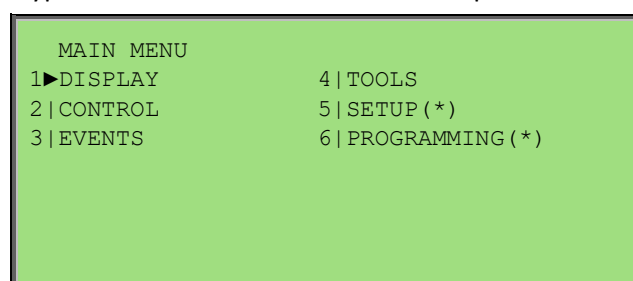 MAIN MENU
1►DISPLAY 4|TOOLS
2|CONTROL 5|SETUP(*)
3|EVENTS 6|PROGRAMMING(*)